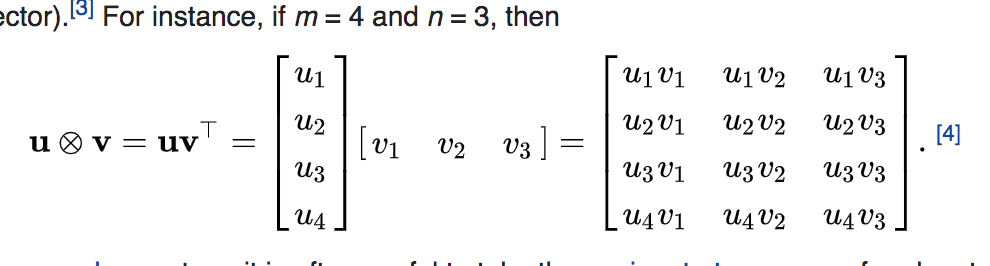 ector).[3] For instance, if m = 4 and n = 3, then
u ⊗ v = uv⊤ = [u1 u2 u3 u4] [v1 v2 v3] = [u1v1 u1v2 u1v3
u2v1 u2v2 u2v3
u3v1 u3v2 u3v3
u4v1 u4v2 u4v3]. [4]